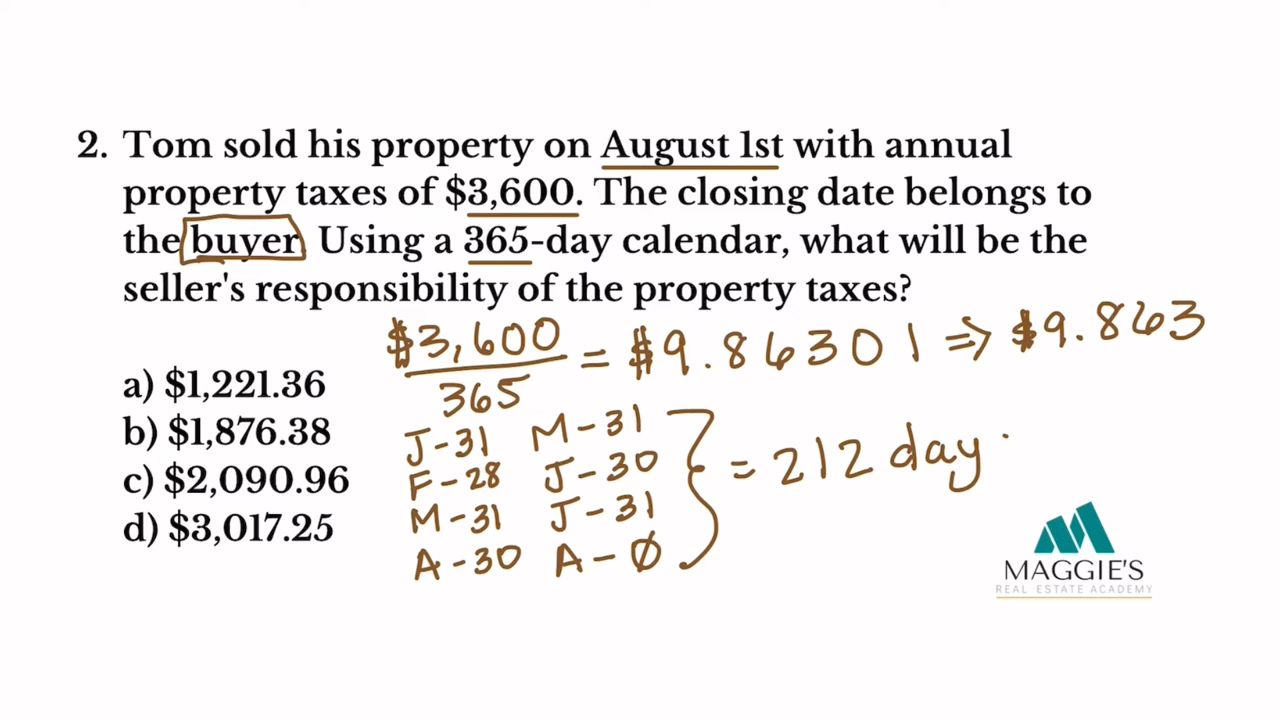 2. Tom sold his property on August 1st with annual
property taxes of $3,600. The closing date belongs to
the buyer. Using a 365-day calendar, what will be the
seller's responsibility of the property taxes?
$3,600 / 365 = $9.86301 ⇒ $9.863
a) $1,221.36
b) $1,876.38
c) $2,090.96
d) $3,017.25
J-31 M-31
F-28 J-30
M-31 J-31
A-30 A-0
= 212 day
MAGGIE'S
REAL ESTATE ACADEMY